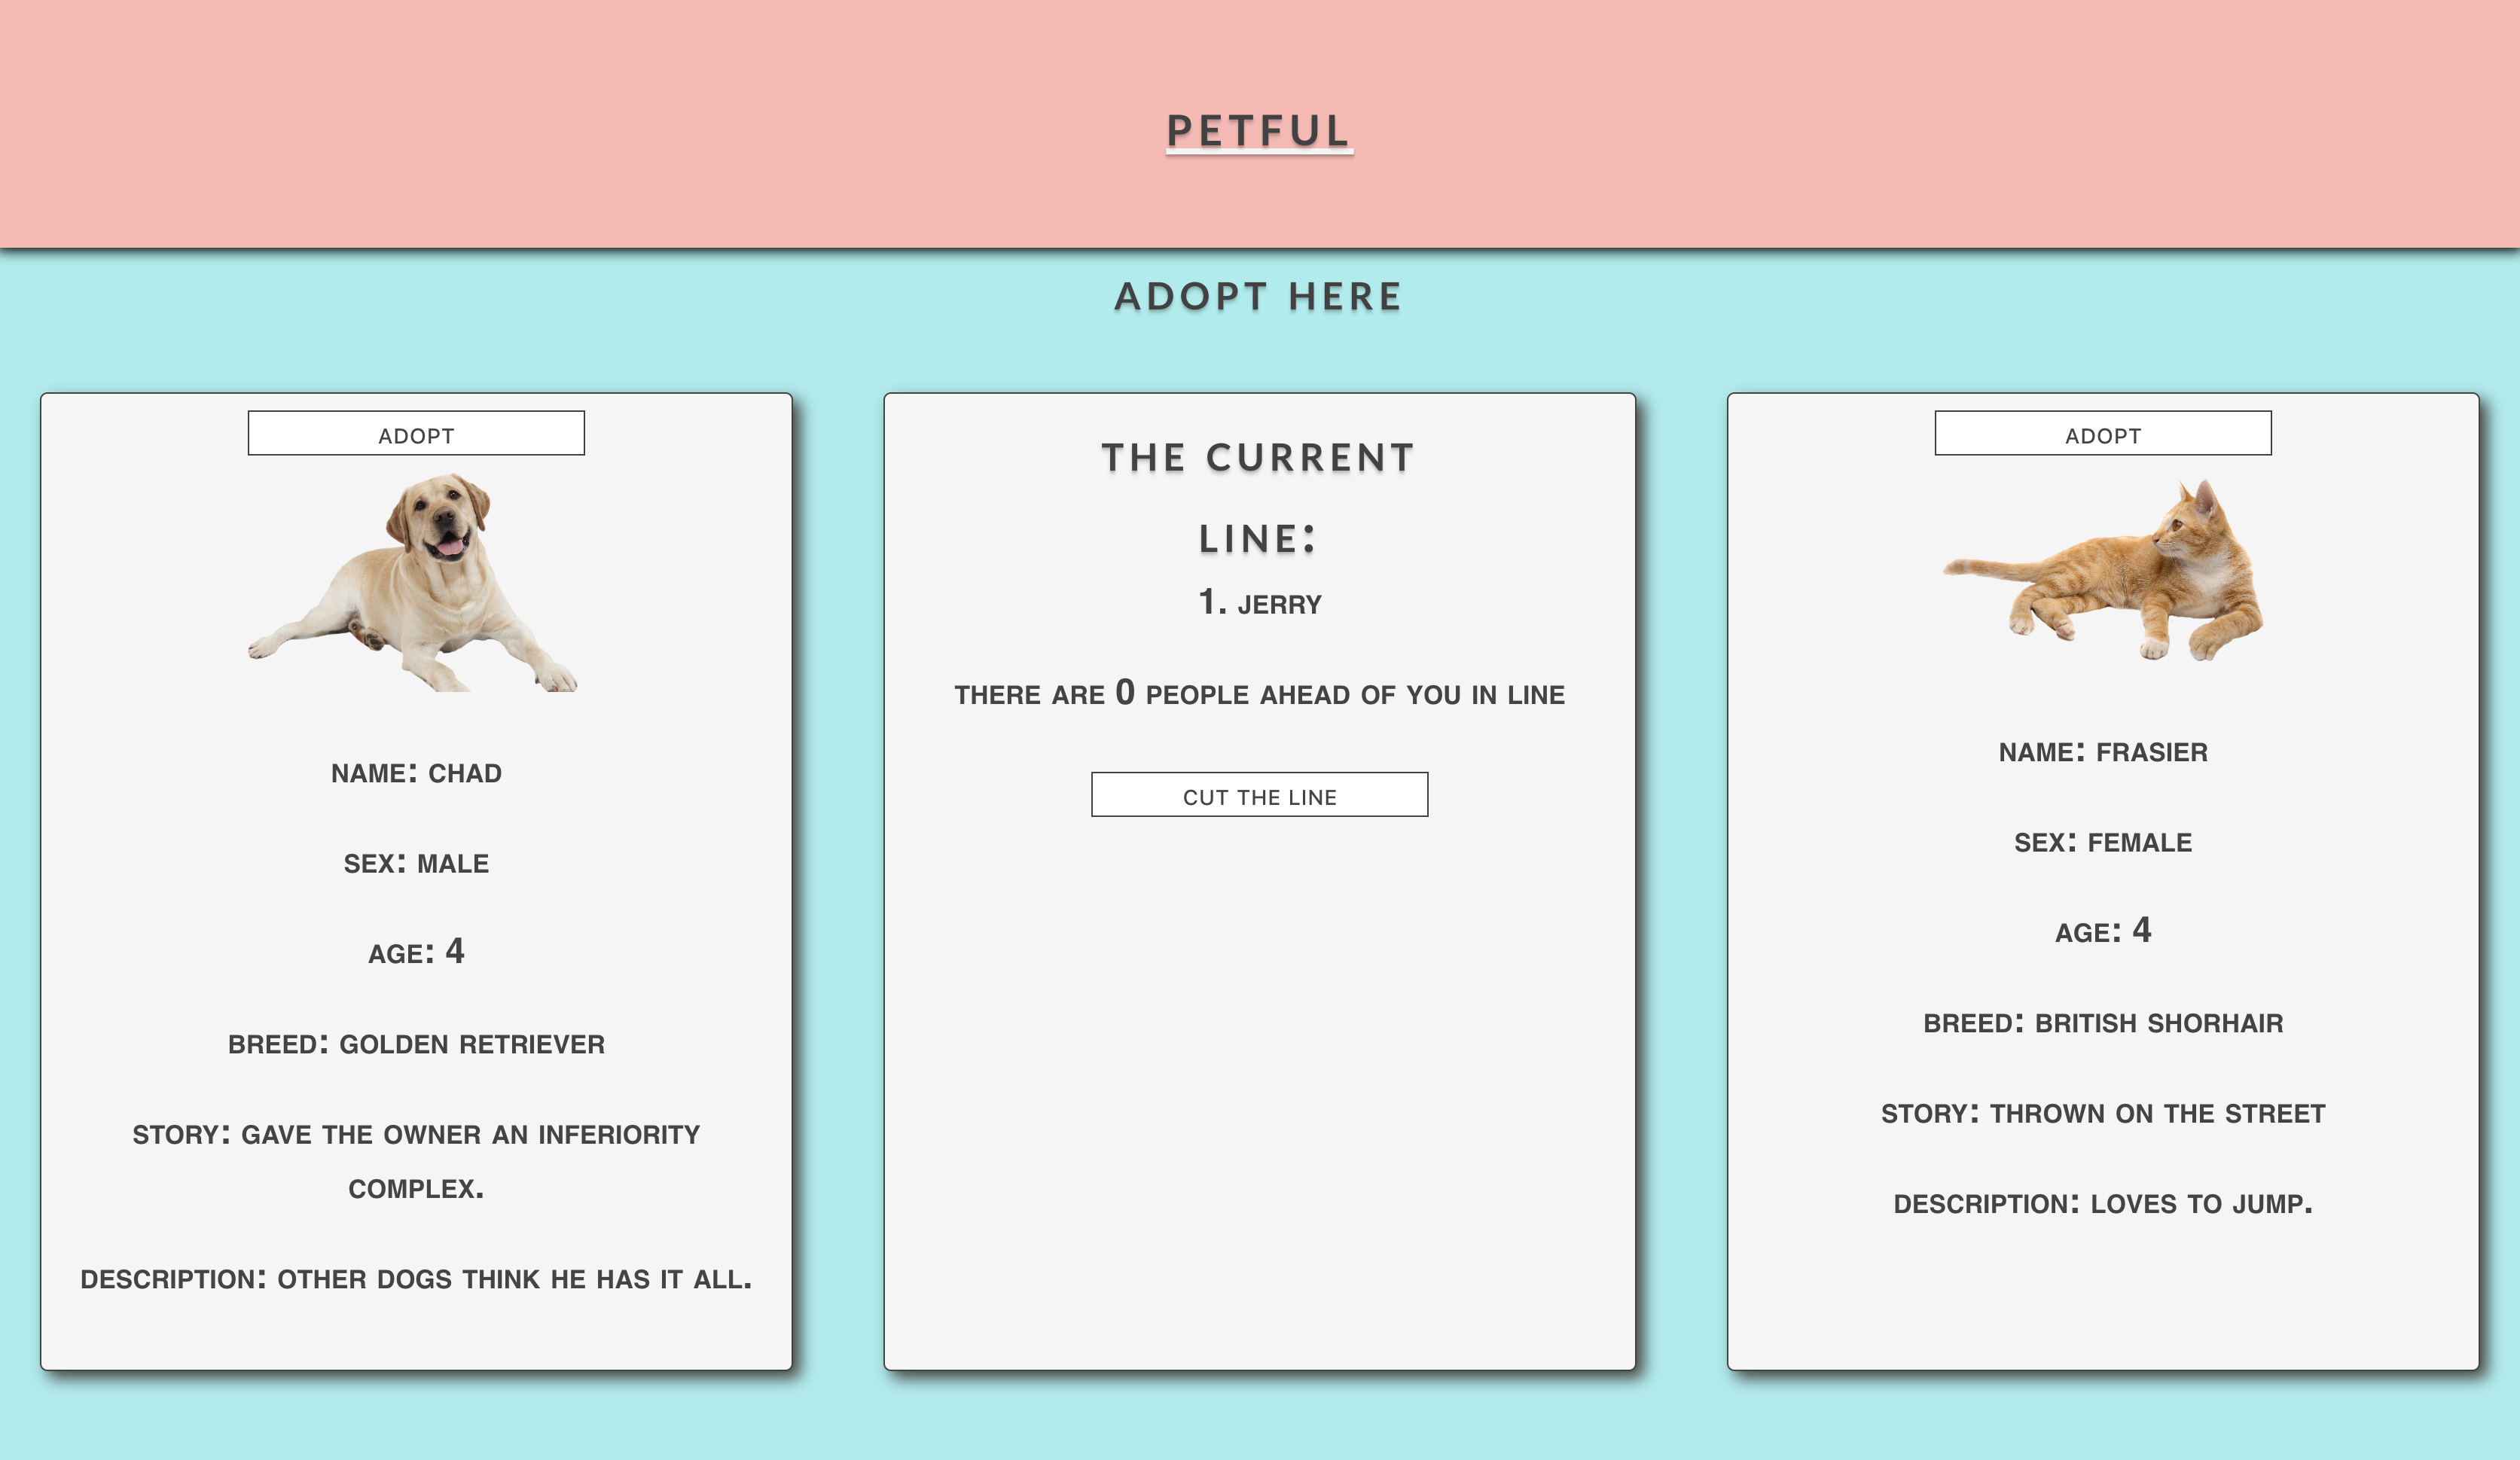 PETFUL
ADOPT HERE
ADOPT
NAME: CHAD
SEX: MALE
AGE: 4
BREED: GOLDEN RETRIEVER
STORY: GAVE THE OWNER AN INFERIORITY
COMPLEX.
DESCRIPTION: OTHER DOGS THINK HE HAS IT ALL.
THE CURRENT
LINE:
1. JERRY
THERE ARE 0 PEOPLE AHEAD OF YOU IN LINE
CUT THE LINE
ADOPT
NAME: FRASIER
SEX: FEMALE
AGE: 4
BREED: BRITISH SHORHAIR
STORY: THROWN ON THE STREET
DESCRIPTION: LOVES TO JUMP.